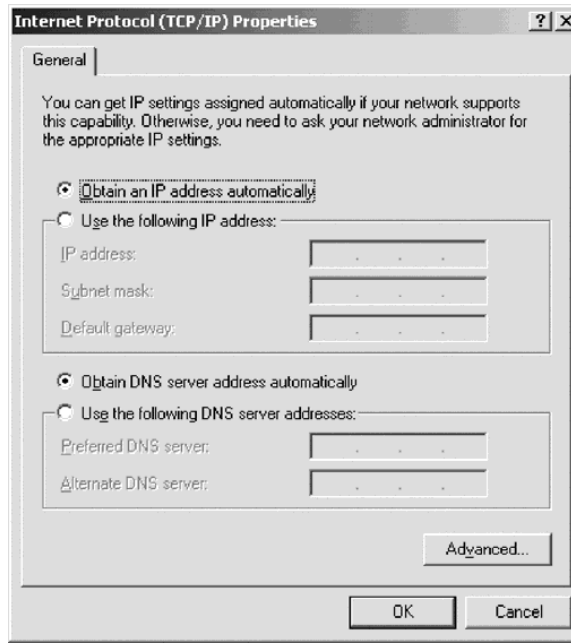 Internet Protocol (TCP/IP) Properties
General
You can get IP settings assigned automatically if your network supports
this capability. Otherwise, you need to ask your network administrator for
the appropriate IP settings.
Obtain an IP address automatically
Use the following IP address:
IP address:
Subnet mask:
Default gateway:
Obtain DNS server address automatically
Use the following DNS server addresses:
Preferred DNS server:
Alternate DNS server:
Advanced...
OK Cancel